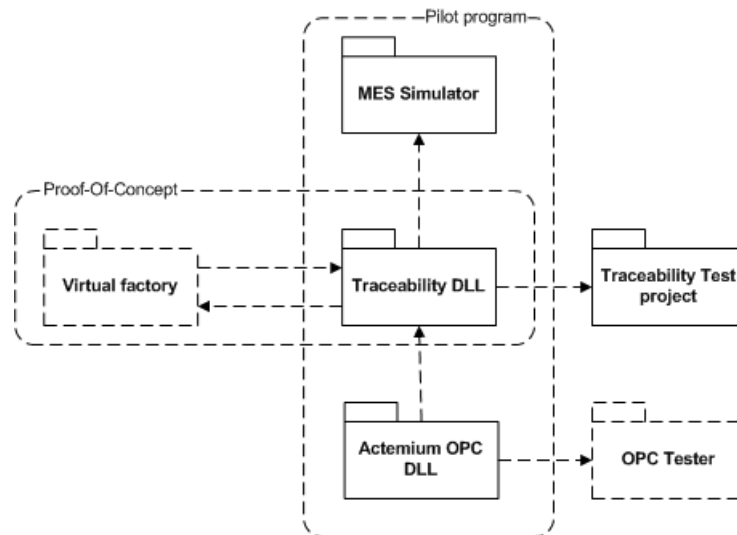 Pilot program
MES Simulator
Proof-Of-Concept
Virtual factory
Traceability DLL
Traceability Test
project
Actemium OPC
DLL
OPC Tester